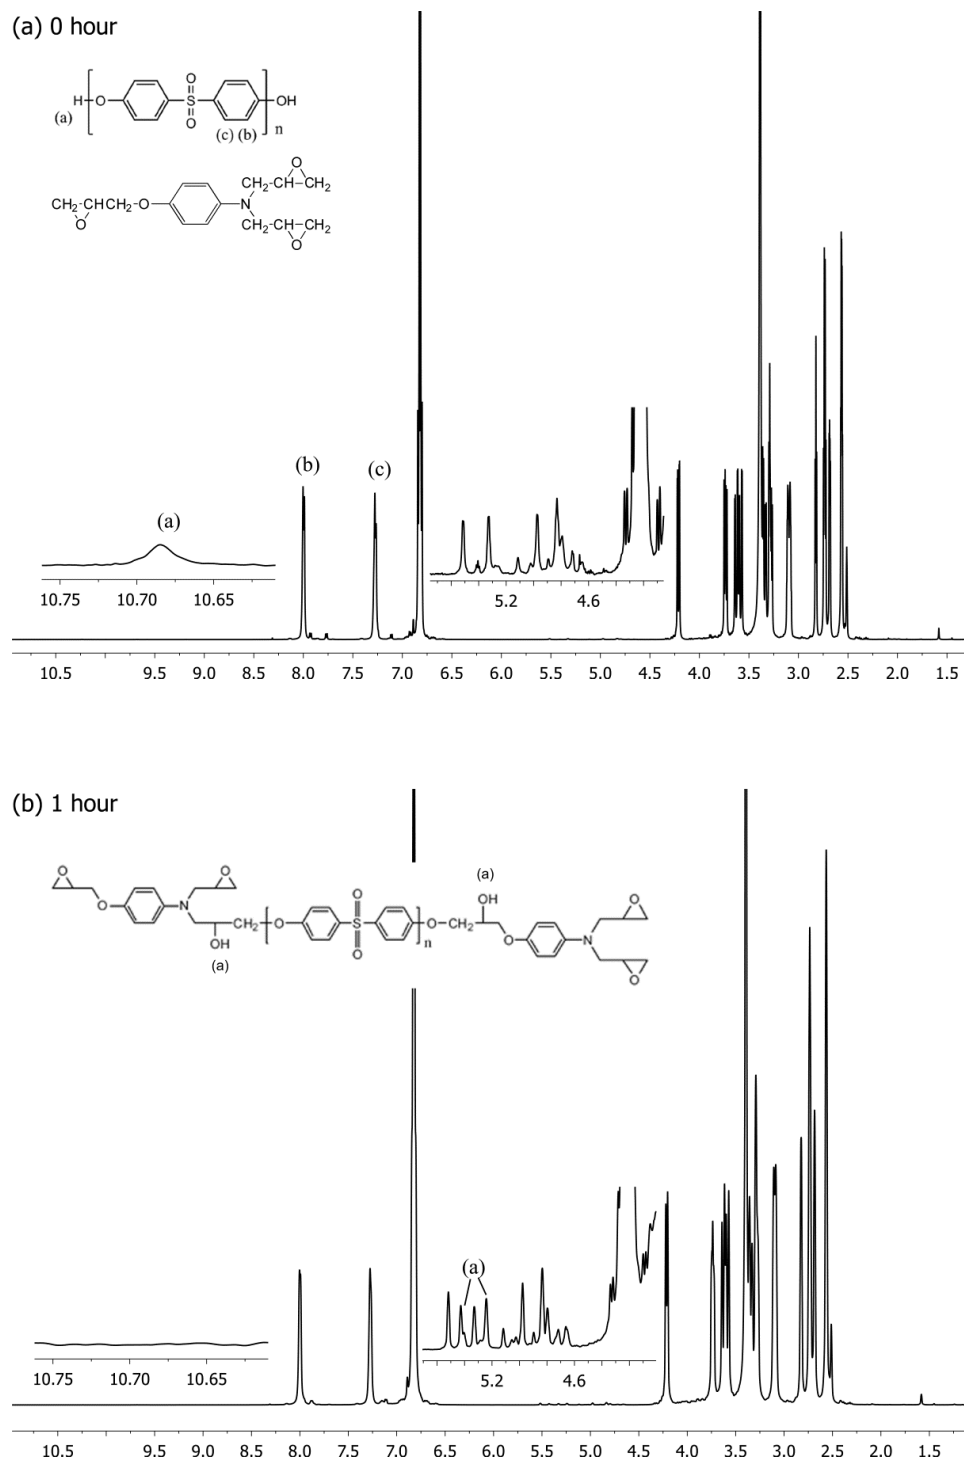 (a) 0 hour
O
H O S OH
(a) O n
(c) (b)
O
CH₂-CH-CH₂
CH₂-CH-CH₂-O N
O CH₂-CH-CH₂
O
(b) (c)
(a)
10.75 10.70 10.65
5.2 4.6
10.5 9.5 9.0 8.5 8.0 7.5 7.0 6.5 6.0 5.5 5.0 4.5 4.0 3.5 3.0 2.5 2.0 1.5
(b) 1 hour
(a)
O O O OH O
O N CH₂-O S O-CH₂ O N
OH O n O
(a)
(a)
10.75 10.70 10.65
5.2 4.6
10.5 9.5 9.0 8.5 8.0 7.5 7.0 6.5 6.0 5.5 5.0 4.5 4.0 3.5 3.0 2.5 2.0 1.5